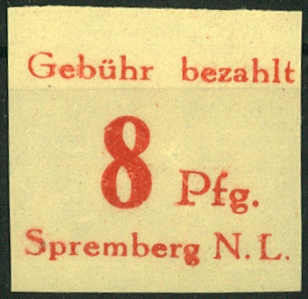 Gebühr bezahlt
8 Pfg.
Spremberg N. L.